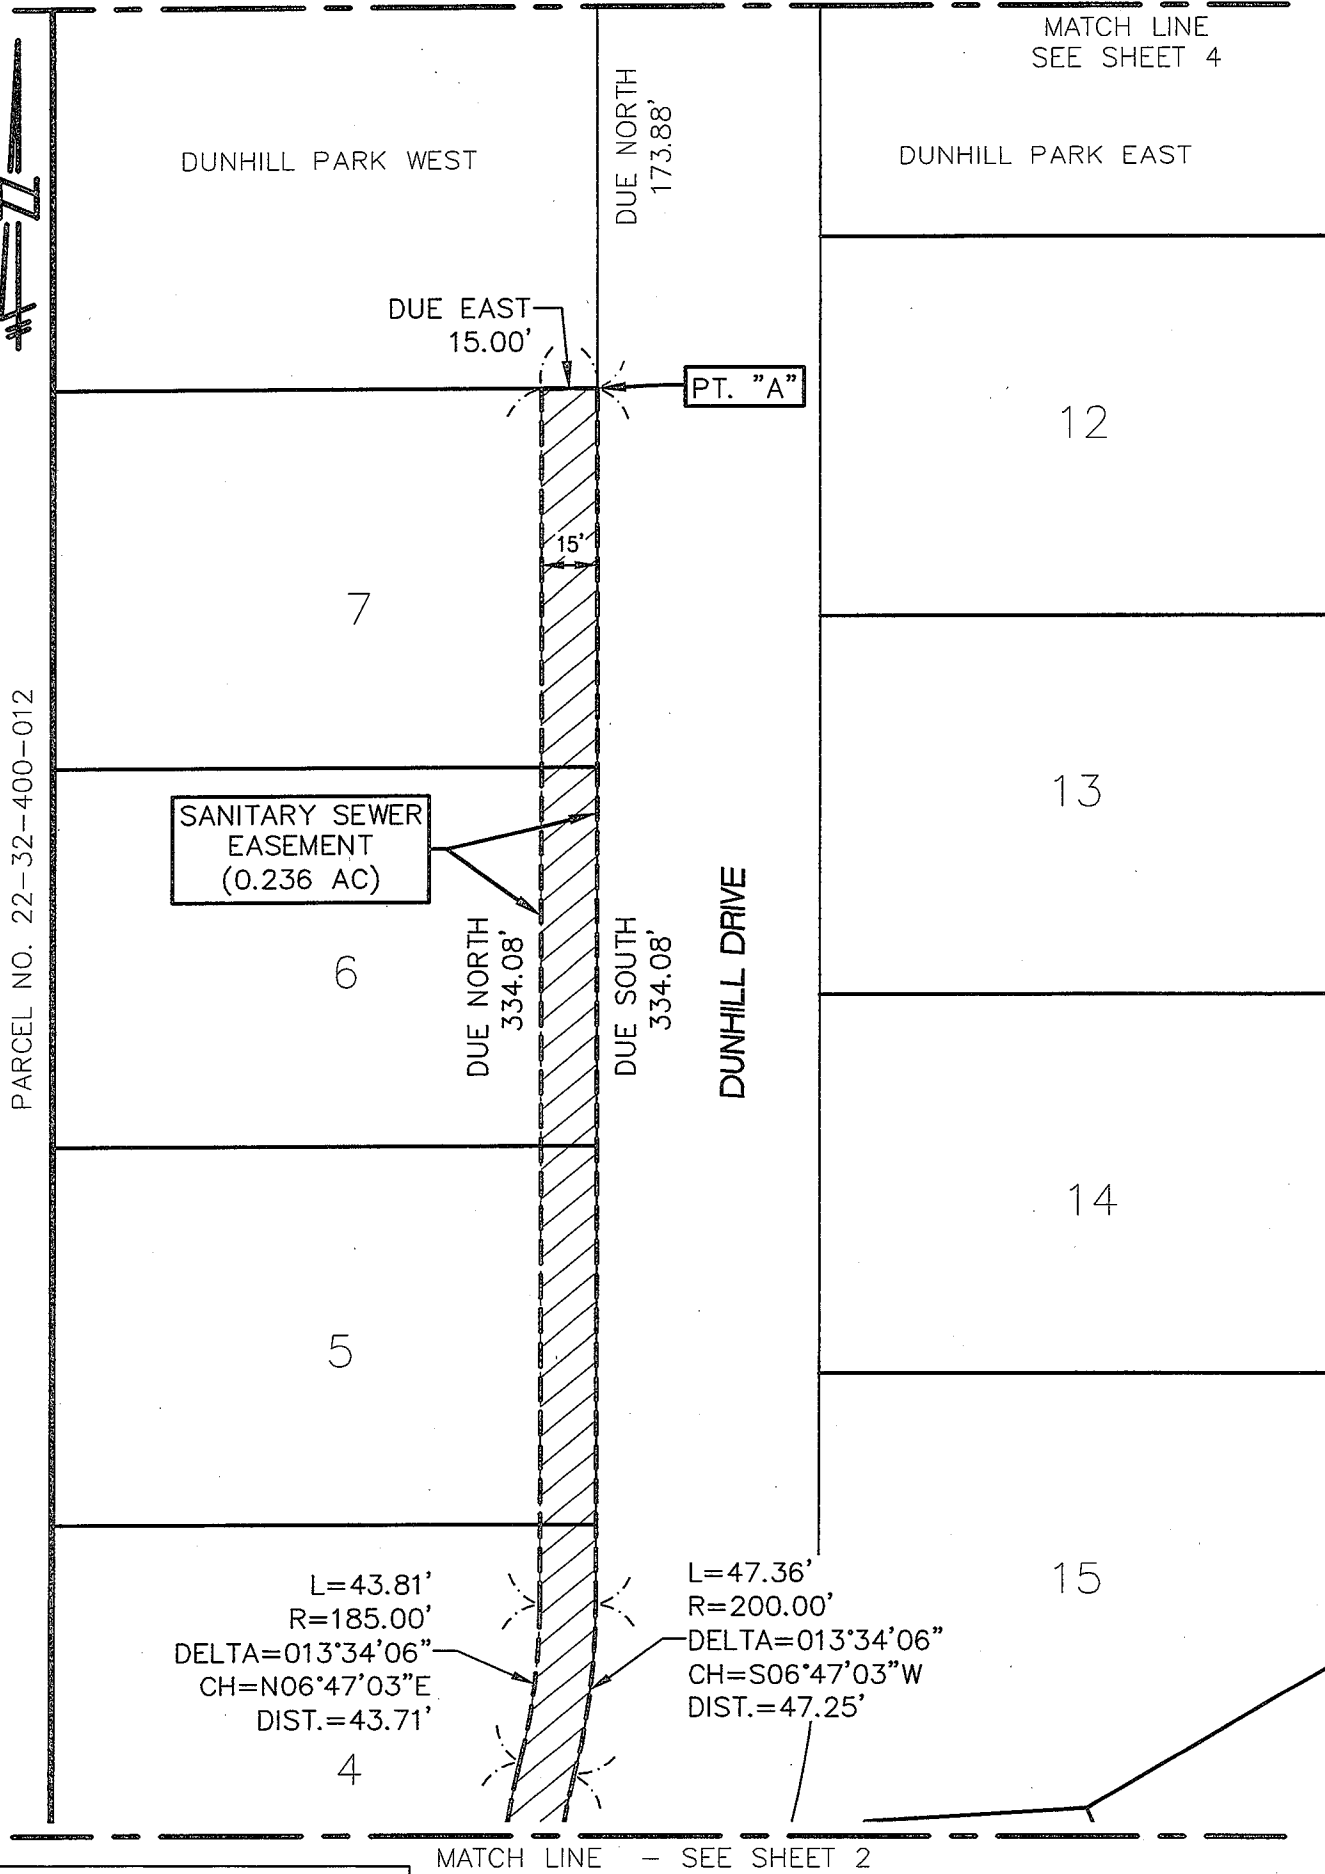 MATCH LINE
SEE SHEET 4
DUNHILL PARK WEST
DUE NORTH
173.88'
DUNHILL PARK EAST
N
DUE EAST
15.00'
PT. "A"
12
15'
7
PARCEL NO. 22-32-400-012
13
SANITARY SEWER
EASEMENT
(0.236 AC)
6
DUE NORTH
334.08'
DUE SOUTH
334.08'
DUNHILL DRIVE
14
5
L=43.81'
R=185.00'
DELTA=013°34'06"
CH=N06°47'03"E
DIST.=43.71'
L=47.36'
R=200.00'
DELTA=013°34'06"
CH=S06°47'03"W
DIST.=47.25'
15
4
MATCH LINE - SEE SHEET 2